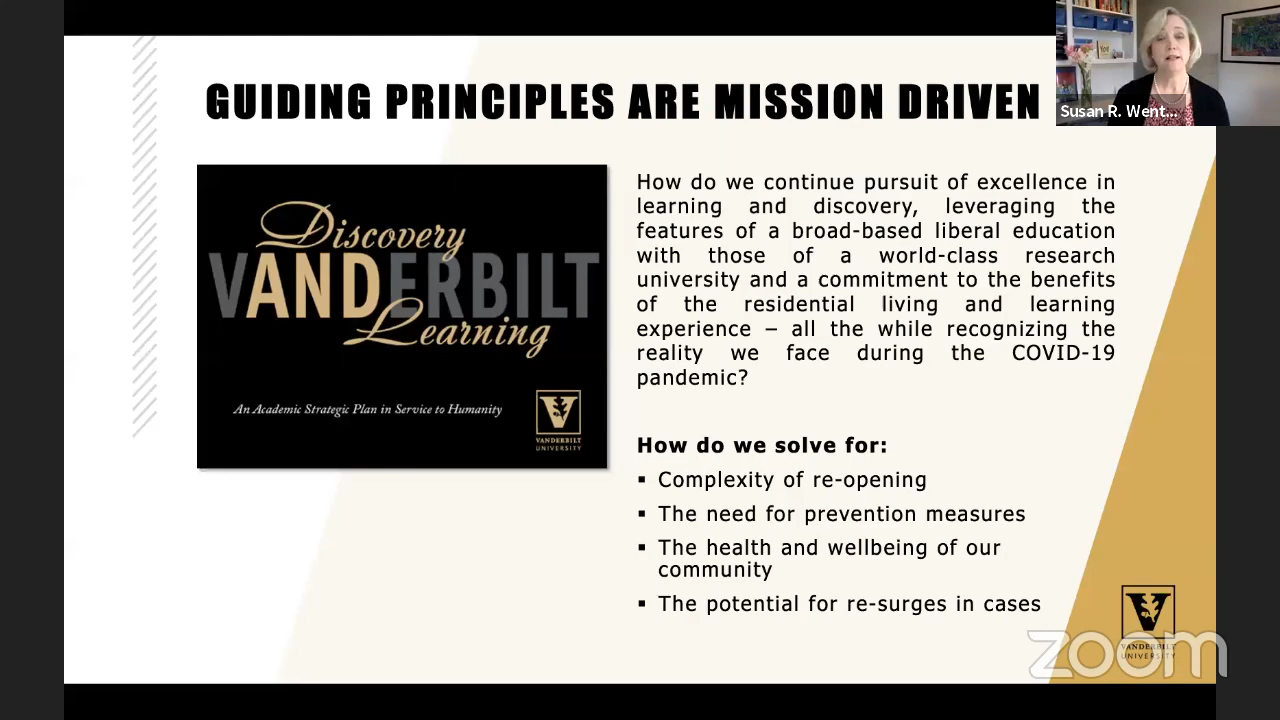 GUIDING PRINCIPLES ARE MISSION DRIVEN
Susan R. Went...
Discovery
VANDERBILT
Learning
An Academic Strategic Plan in Service to Humanity
V
VANDERBILT
UNIVERSITY
How do we continue pursuit of excellence in
learning and discovery, leveraging the
features of a broad-based liberal education
with those of a world-class research
university and a commitment to the benefits
of the residential living and learning
experience – all the while recognizing the
reality we face during the COVID-19
pandemic?
How do we solve for:
▪ Complexity of re-opening
▪ The need for prevention measures
▪ The health and wellbeing of our
community
▪ The potential for re-surges in cases
V
VANDERBILT
UNIVERSITY
zoom